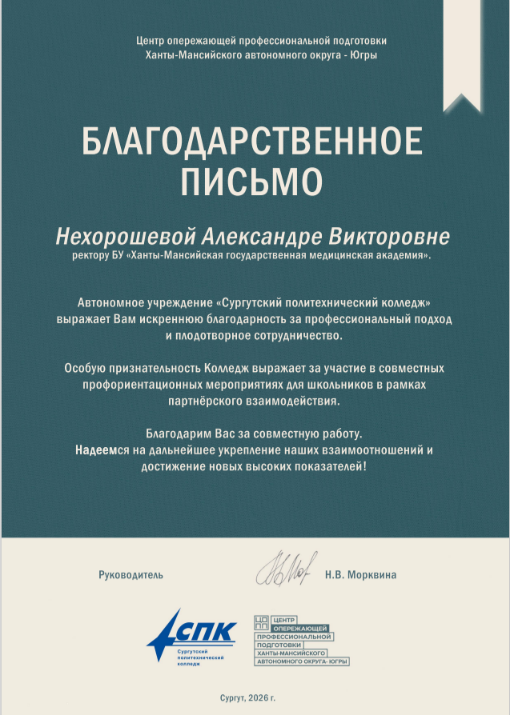 Центр опережающей профессиональной подготовки
Ханты-Мансийского автономного округа - Югры
БЛАГОДАРСТВЕННОЕ
ПИСЬМО
Нехорошевой Александре Викторовне
ректору БУ «Ханты-Мансийская государственная медицинская академия».
Автономное учреждение «Сургутский политехнический колледж»
выражает Вам искреннюю благодарность за профессиональный подход
и плодотворное сотрудничество.
Особую признательность Колледж выражает за участие в совместных
профориентационных мероприятиях для школьников в рамках
партнёрского взаимодействия.
Благодарим Вас за совместную работу.
Надеемся на дальнейшее укрепление наших взаимоотношений и
достижение новых высоких показателей!
Руководитель
Н.В. Морквина
СПК
Сургутский
политехнический
колледж
ЦО
ПП
ЦЕНТР
ОПЕРЕЖАЮЩЕЙ
ПРОФЕССИОНАЛЬНОЙ
ПОДГОТОВКИ
ХАНТЫ-МАНСИЙСКОГО
АВТОНОМНОГО ОКРУГА- ЮГРЫ
Сургут, 2026 г.